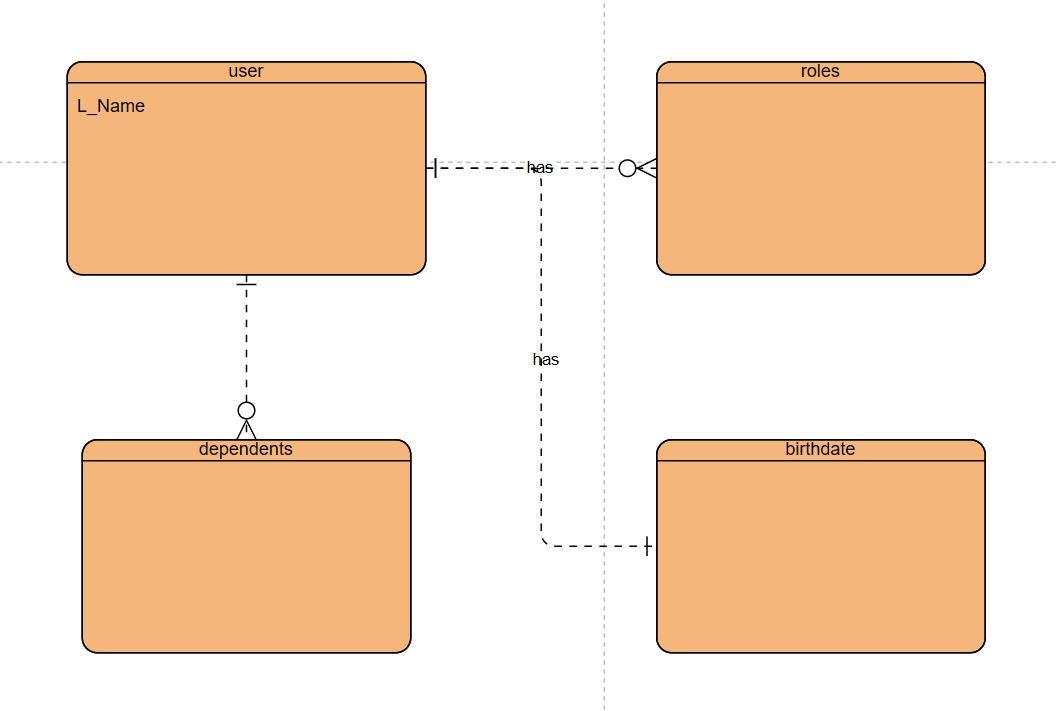 user
roles
L_Name
has
has
dependents
birthdate